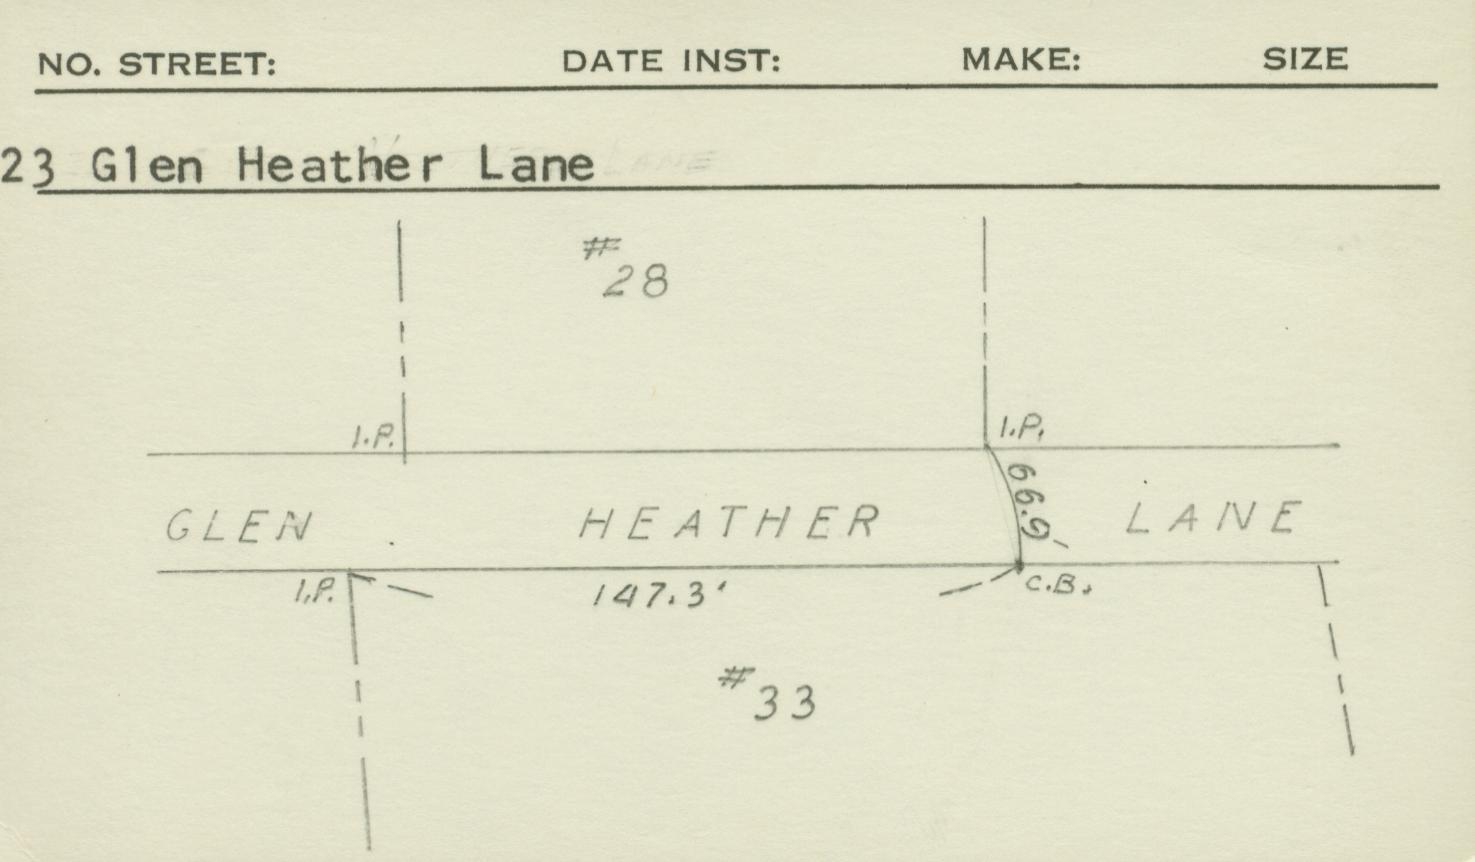 NO. STREET: DATE INST: MAKE: SIZE
23 Glen Heather Lane
LANE
#28
I.P. I.P.
66.9'
GLEN HEATHER LANE
I.P. 147.3' C.B.
#33